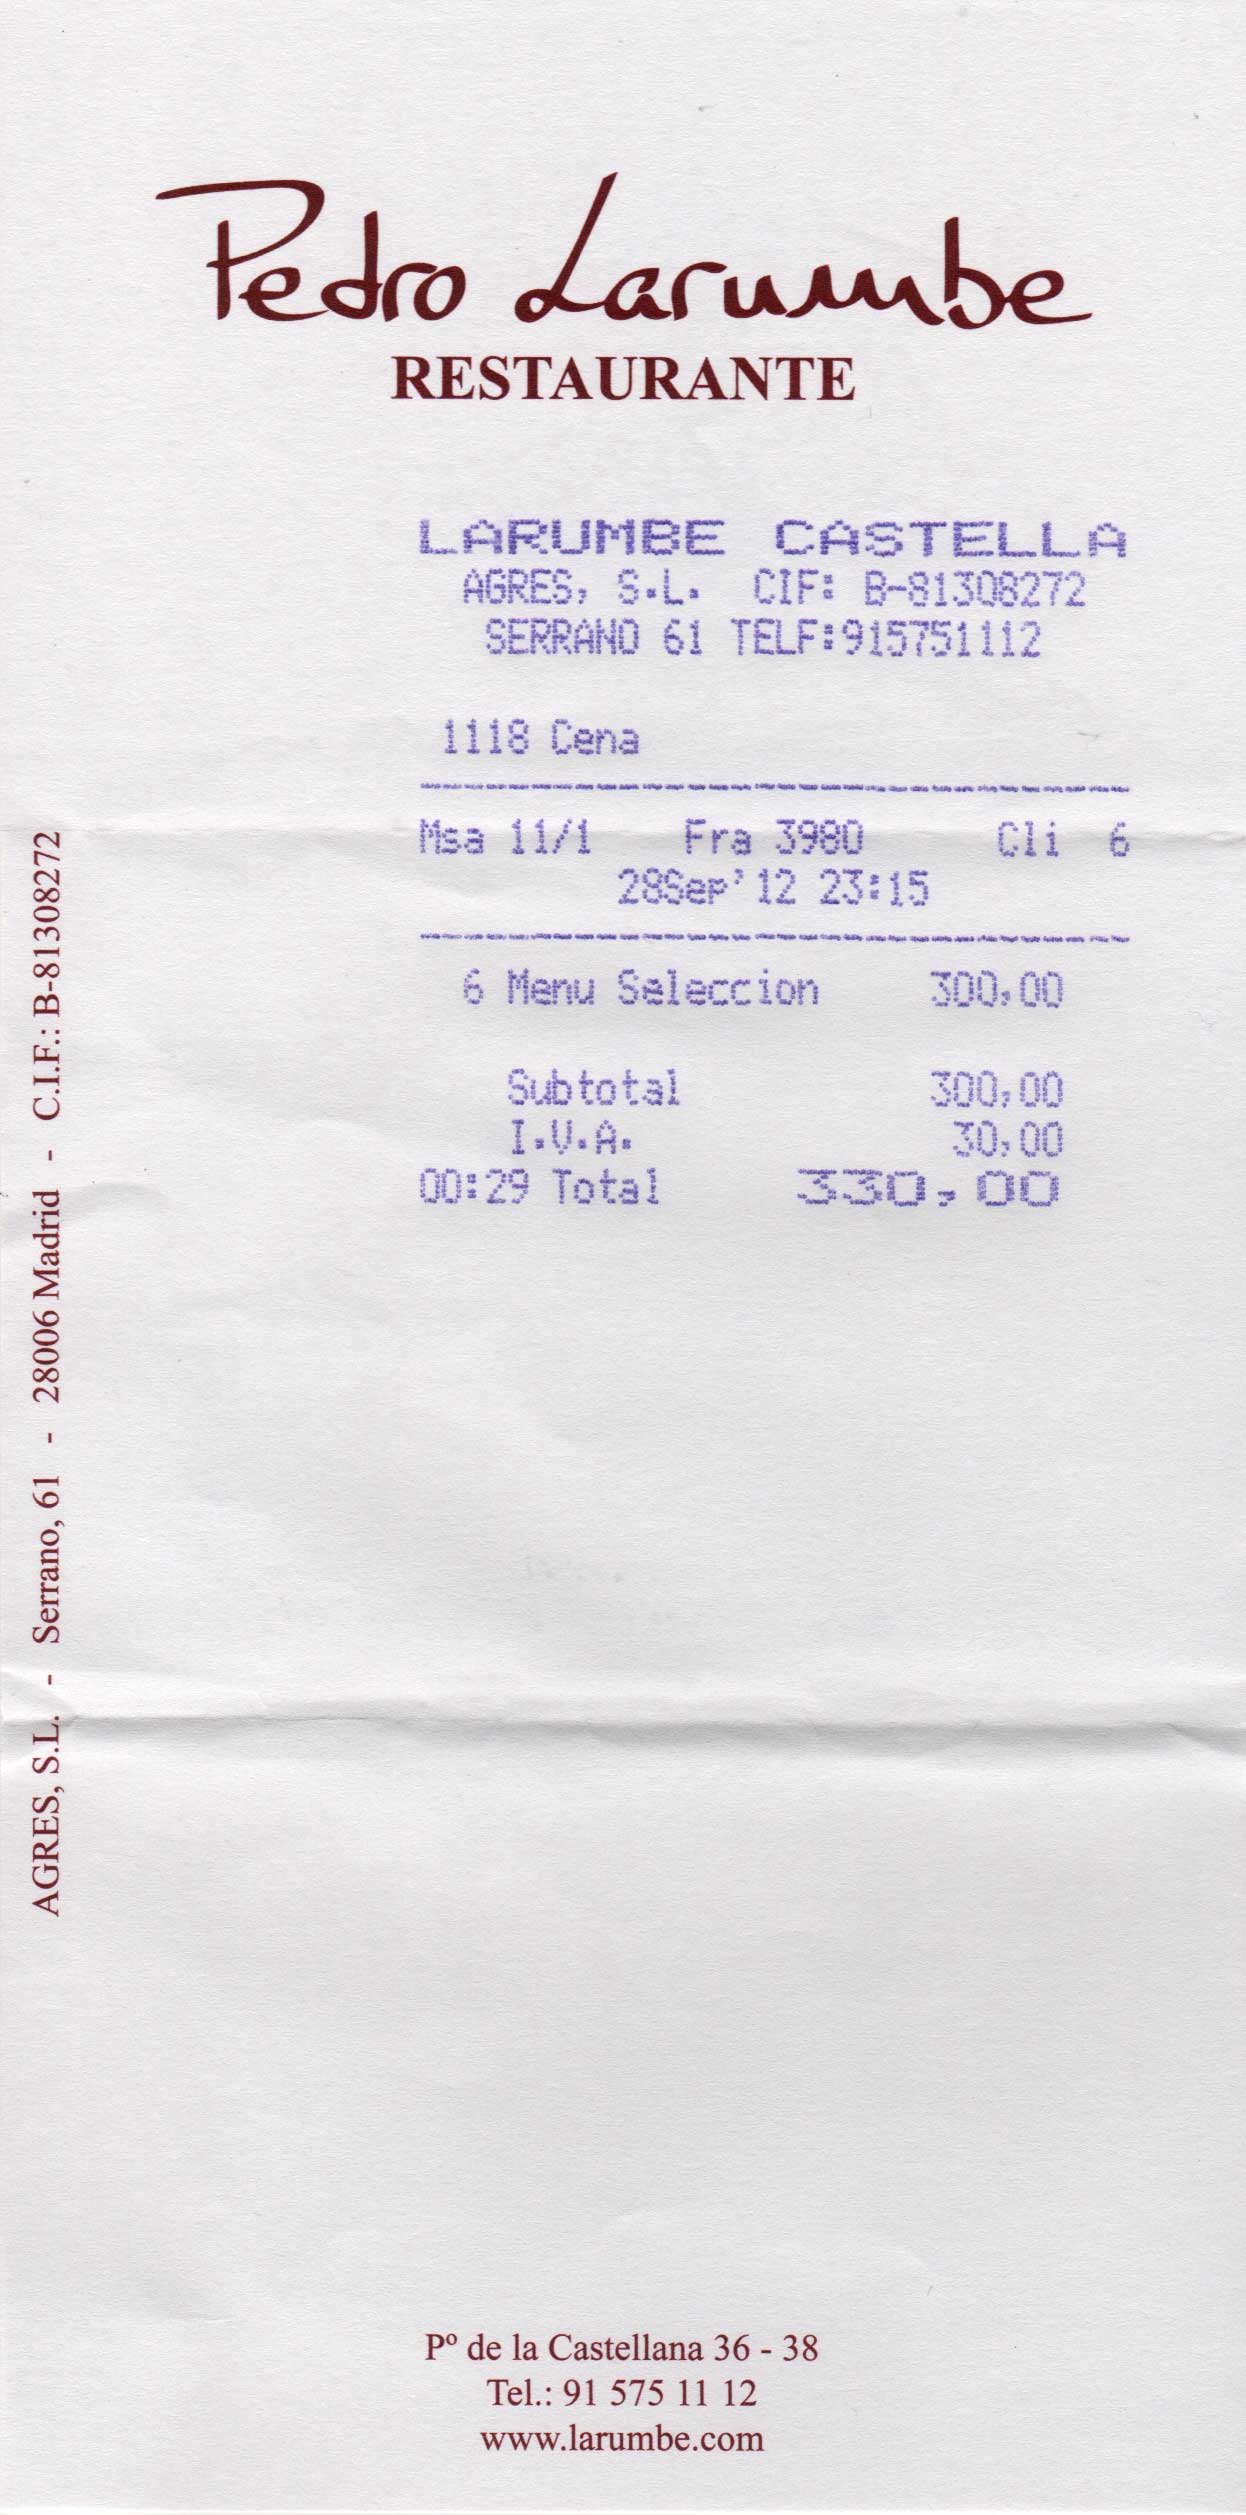 Pedro Larumbe
RESTAURANTE
LARUMBE CASTELLA
AGRES, S.L. CIF: B-81308272
SERRANO 61 TELF:915751112
1118 Cena
Msa 11/1 Fra 3980 Cli 6
28Sep'12 23:15
6 Menu Seleccion 300,00
Subtotal 300,00
I.V.A. 30,00
00:29 Total 330,00
AGRES, S.L. - Serrano, 61 - 28006 Madrid - C.I.F.: B-81308272
Pº de la Castellana 36 - 38
Tel.: 91 575 11 12
www.larumbe.com